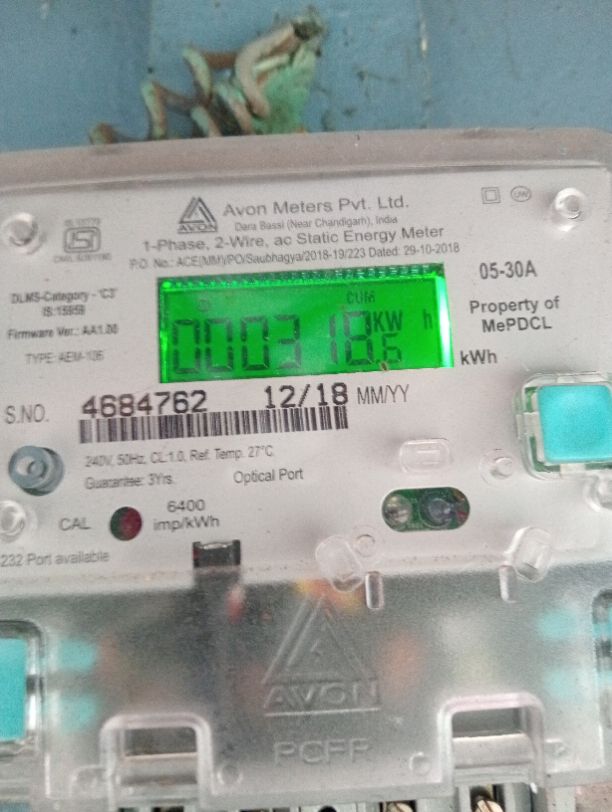 AVON
Avon Meters Pvt. Ltd.
Dera Bassi (Near Chandigarh), India
1-Phase, 2-Wire, ac Static Energy Meter
P.O. No.: ACE(MM)/PO/Saubhagya/2018-19/223 Dated: 29-10-2018
05-30A
DLMS-Category - 'C3'
IS:15959
Firmware Ver.: AA1.00
TYPE: AEM-106
CUM
000318.6 KW h
kWh
Property of
MePDCL
S.NO. 4684762 12/18 MM/YY
240V, 50Hz, CL:1.0, Ref. Temp. 27°C
Guarantee: 3Yrs.
Optical Port
CAL
6400
imp/kWh
232 Port available
AVON